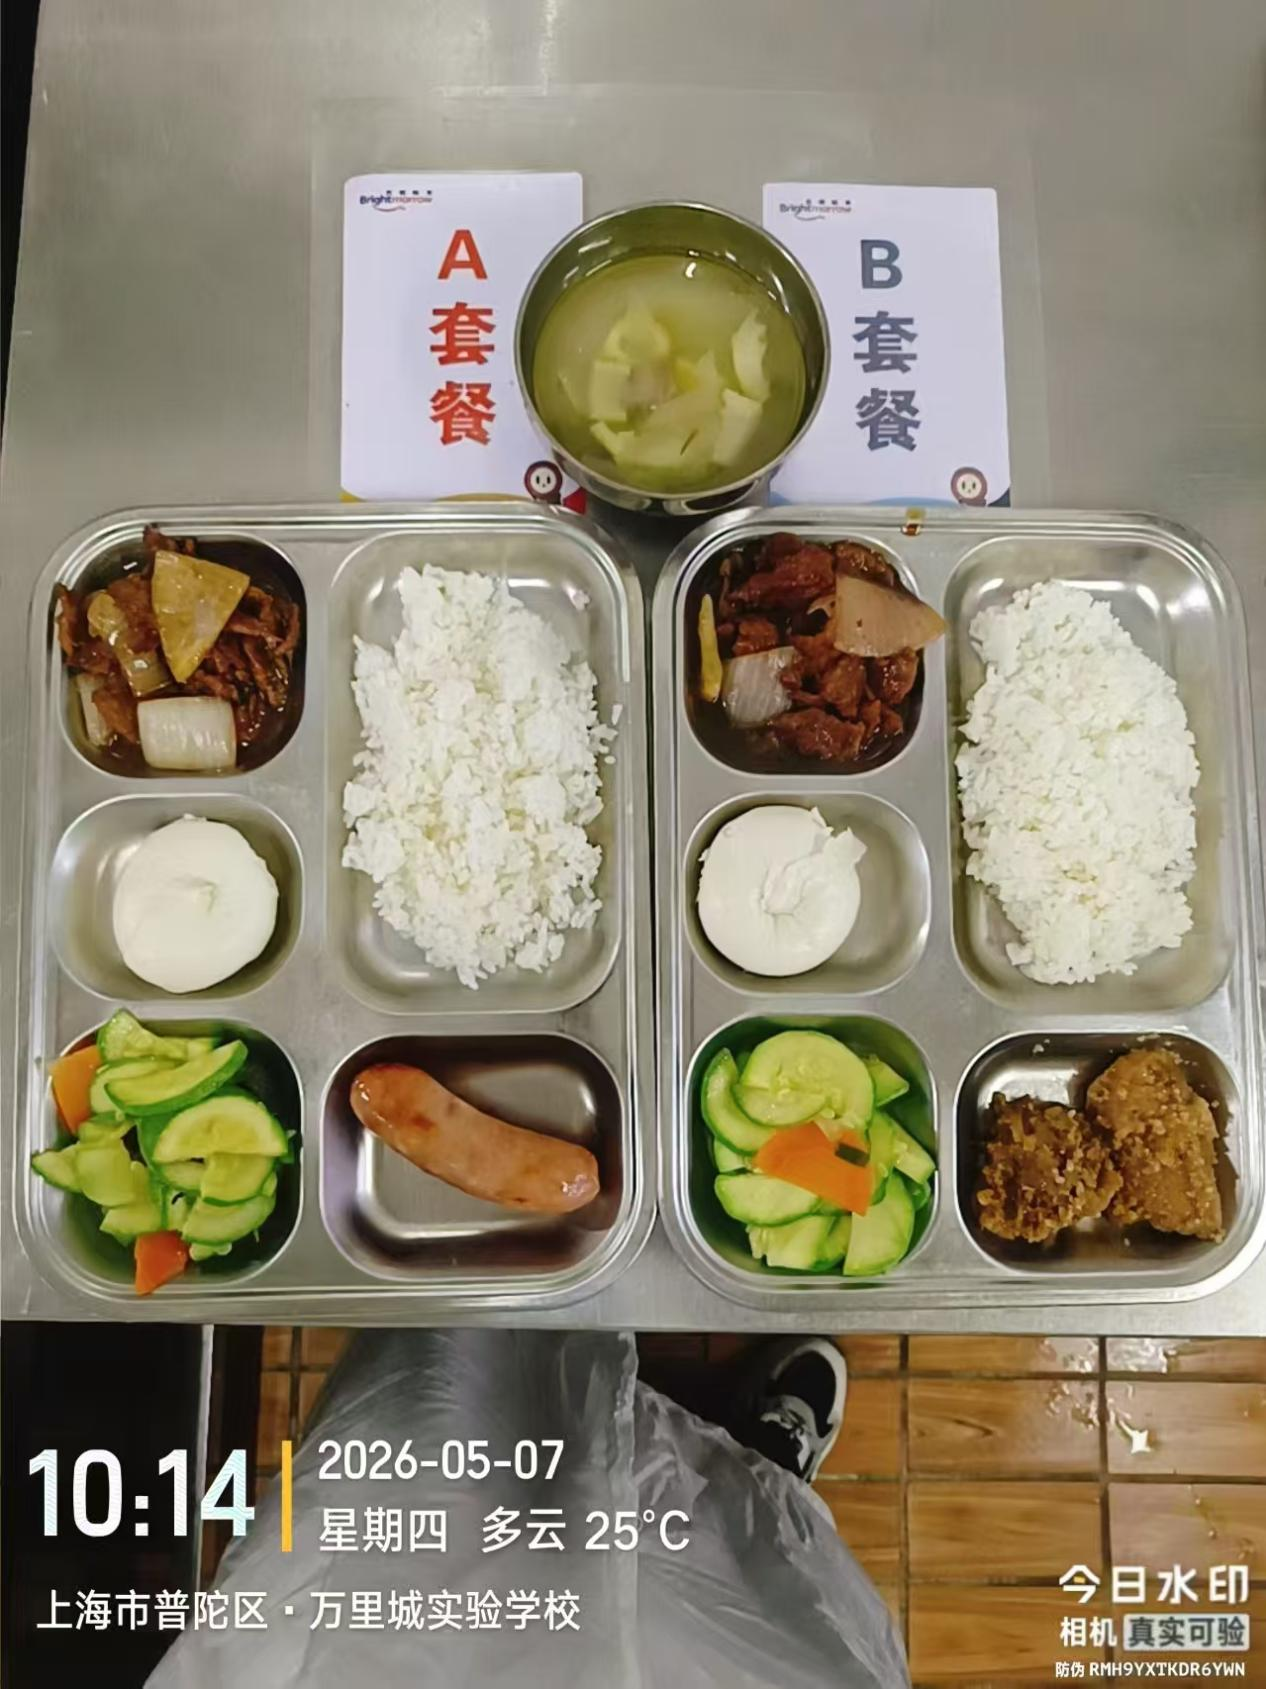 Brightmarrow
A
套
餐
Brightmarrow
B
套
餐
10:14
2026-05-07
星期四 多云 25°C
上海市普陀区·万里城实验学校
今日水印
相机 真实可验
防伪 RMH9YXTKDR6YWN